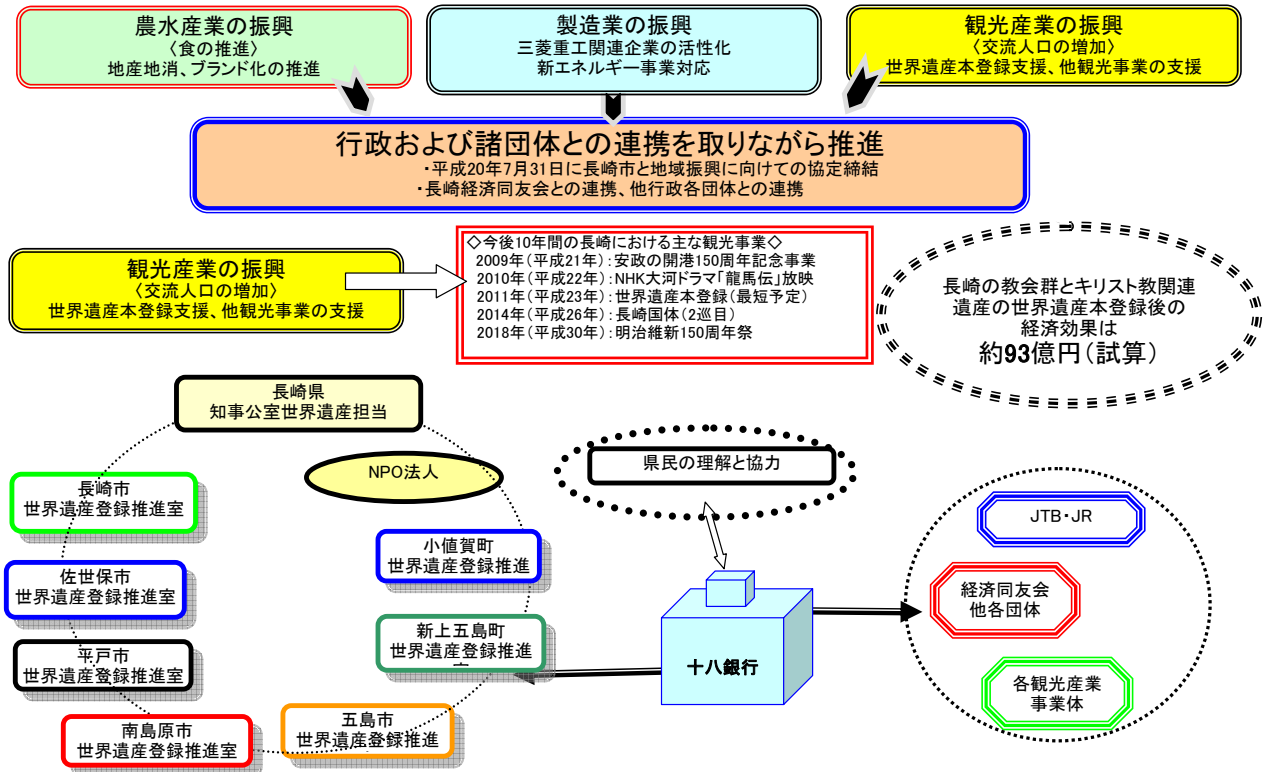 農水産業の振興
〈食の推進〉
地産地消、ブランド化の推進
製造業の振興
三菱重工関連企業の活性化
新エネルギー事業対応
観光産業の振興
〈交流人口の増加〉
世界遺産本登録支援、他観光事業の支援
行政および諸団体との連携を取りながら推進
・平成20年7月31日に長崎市と地域振興に向けての協定締結
・長崎経済同友会との連携、他行政各団体との連携
観光産業の振興
〈交流人口の増加〉
世界遺産本登録支援、他観光事業の支援
◇今後10年間の長崎における主な観光事業◇
2009年(平成21年):安政の開港150周年記念事業
2010年(平成22年):NHK大河ドラマ「龍馬伝」放映
2011年(平成23年):世界遺産本登録(最短予定)
2014年(平成26年):長崎国体(2巡目)
2018年(平成30年):明治維新150周年祭
長崎の教会群とキリスト教関連
遺産の世界遺産本登録後の
経済効果は
約93億円(試算)
長崎県
知事公室世界遺産担当
NPO法人
長崎市
世界遺産登録推進室
佐世保市
世界遺産登録推進室
平戸市
世界遺産登録推進室
南島原市
世界遺産登録推進室
五島市
世界遺産登録推進
小値賀町
世界遺産登録推進
新上五島町
世界遺産登録推進
県民の理解と協力
十八銀行
JTB・JR
経済同友会
他各団体
各観光産業
事業体